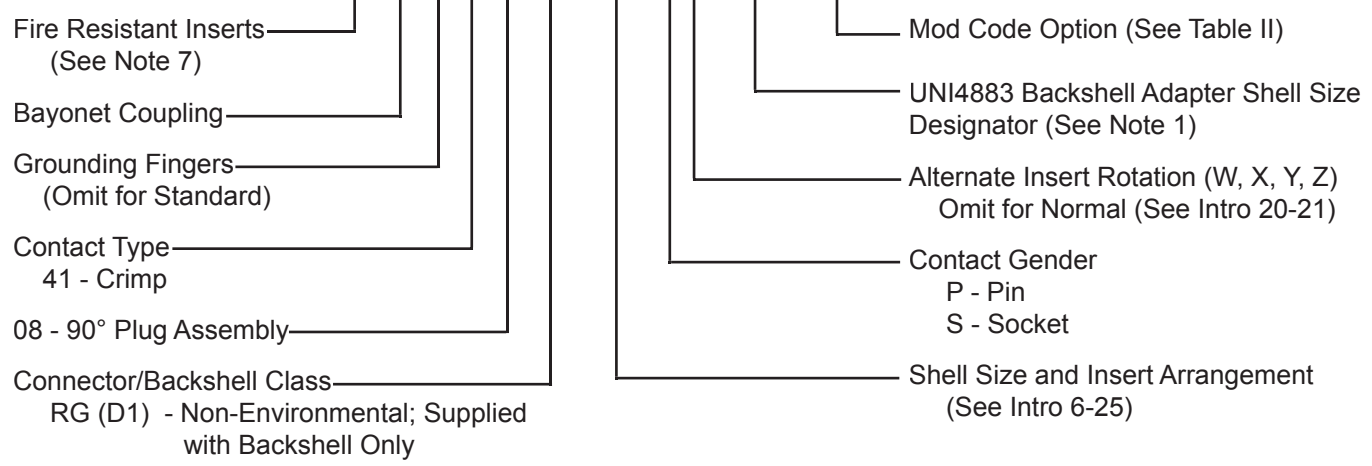 Fire Resistant Inserts
(See Note 7)
Bayonet Coupling
Grounding Fingers
(Omit for Standard)
Contact Type
41 - Crimp
08 - 90° Plug Assembly
Connector/Backshell Class
RG (D1) - Non-Environmental; Supplied
with Backshell Only
Mod Code Option (See Table II)
UNI4883 Backshell Adapter Shell Size
Designator (See Note 1)
Alternate Insert Rotation (W, X, Y, Z)
Omit for Normal (See Intro 20-21)
Contact Gender
P - Pin
S - Socket
Shell Size and Insert Arrangement
(See Intro 6-25)